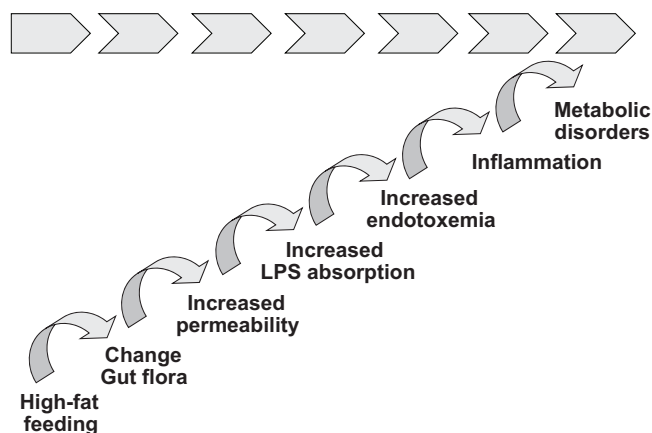 Metabolic
disorders
Inflammation
Increased
endotoxemia
Increased
LPS absorption
Increased
permeability
Change
Gut flora
High-fat
feeding